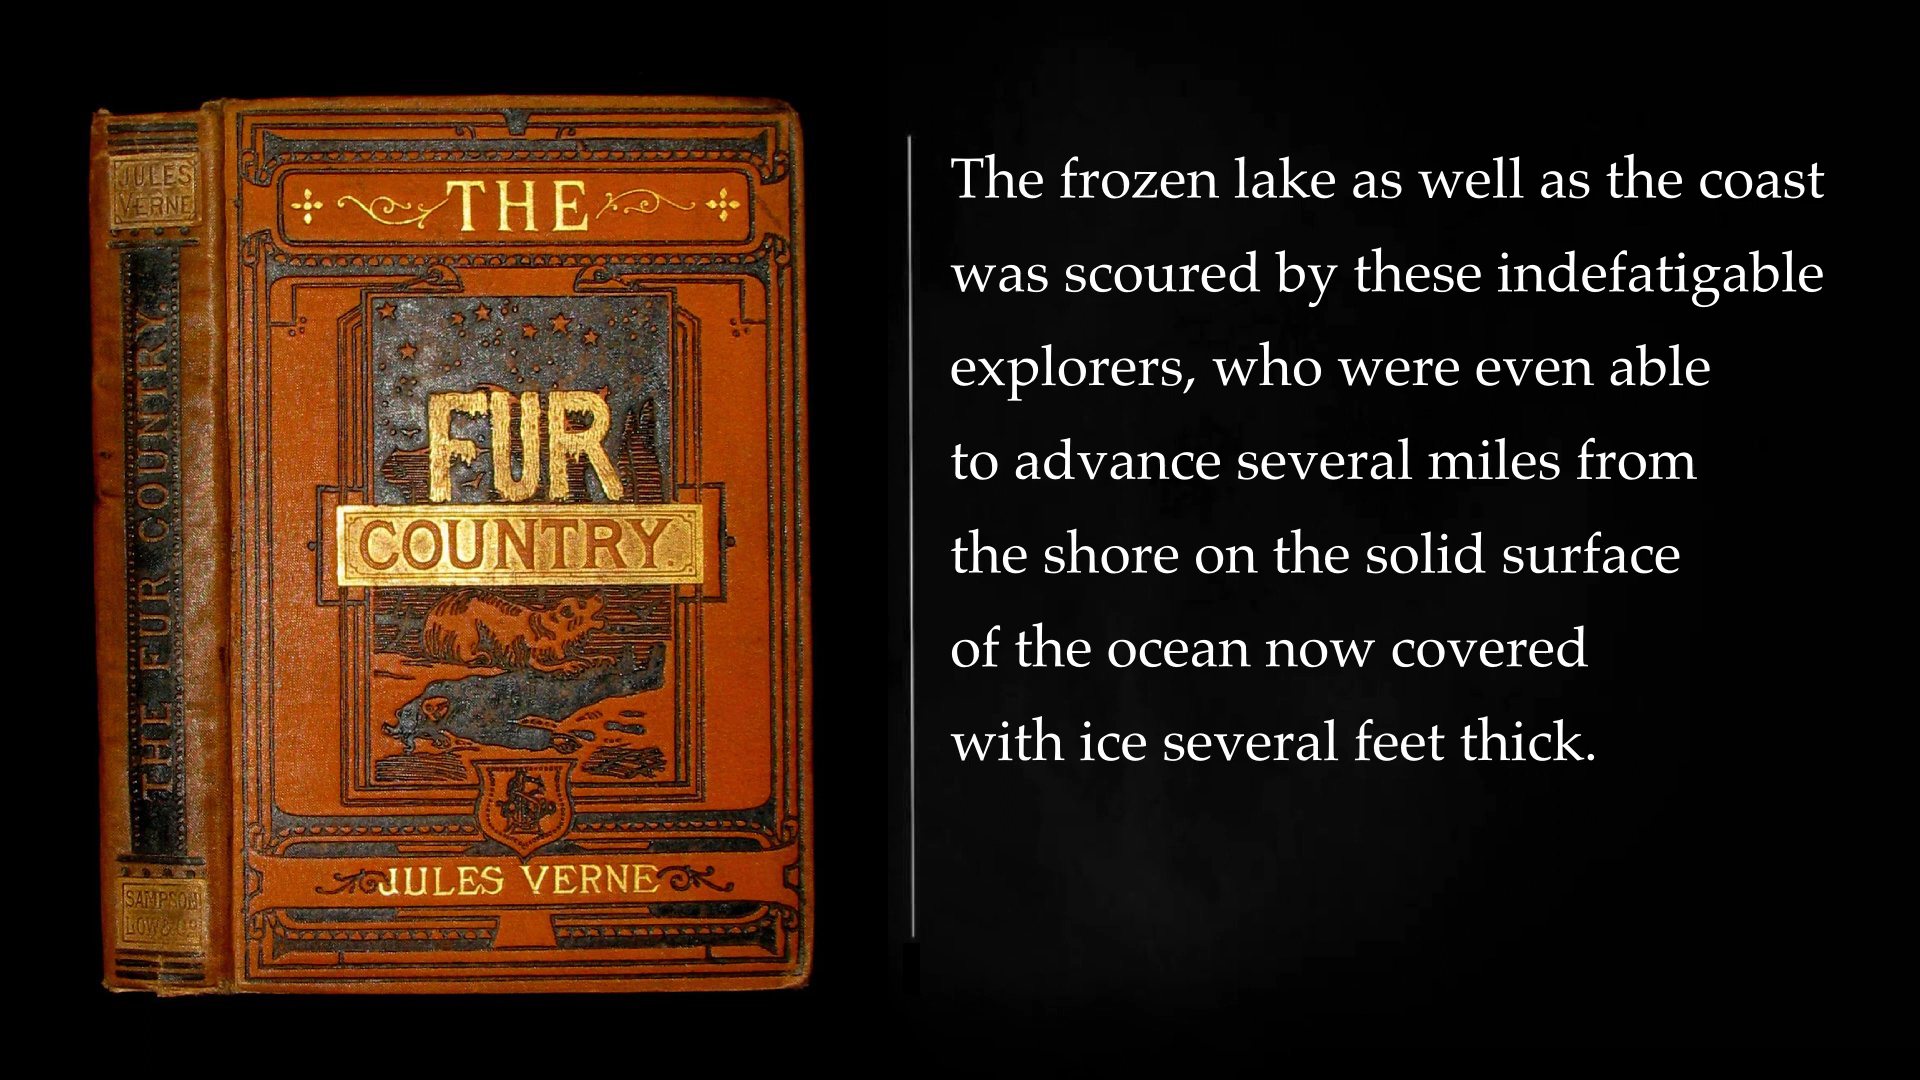 JULES
VERNE
THE FUR COUNTRY.
SAMPSON
LOW & Co
THE
FUR
COUNTRY.
JULES VERNE
The frozen lake as well as the coast
was scoured by these indefatigable
explorers, who were even able
to advance several miles from
the shore on the solid surface
of the ocean now covered
with ice several feet thick.